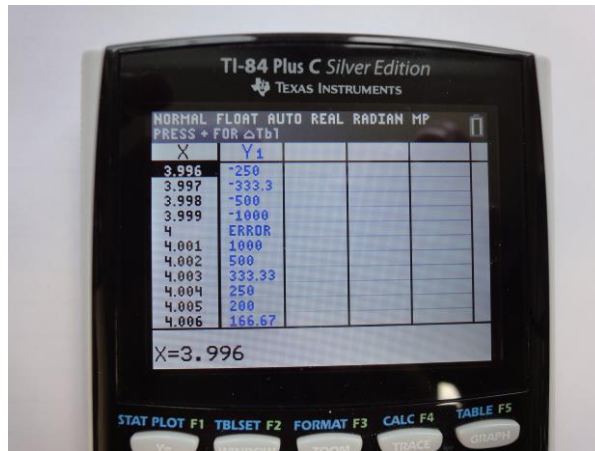 TI-84 Plus C Silver Edition
TEXAS INSTRUMENTS
NORMAL FLOAT AUTO REAL RADIAN MP
PRESS + FOR △Tbl
X Y1
3.996 -250
3.997 -333.3
3.998 -500
3.999 -1000
4 ERROR
4.001 1000
4.002 500
4.003 333.33
4.004 250
4.005 200
4.006 166.67
X=3.996
STAT PLOT F1 TBLSET F2 FORMAT F3 CALC F4 TABLE F5
Y= WINDOW ZOOM TRACE GRAPH